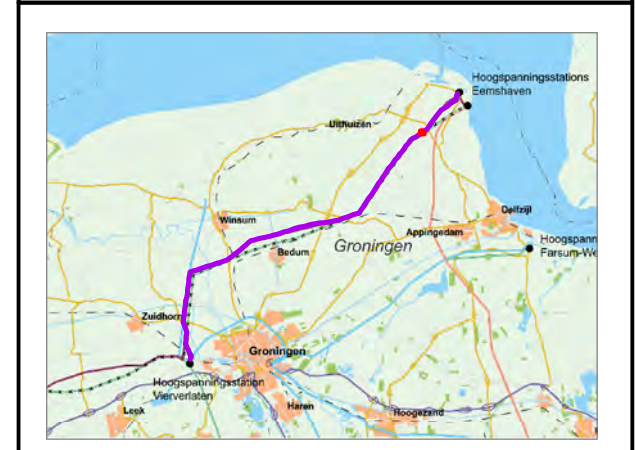 Hoogspanningsstations
Eemshaven
Uithuizen
Delfzijl
Winsum
Appingedam
Groningen
Hoogspann
Farsum-We
Bedum
Zuidhorn
Groningen
Hoogspanningsstation
Vierverlaten
Leek
Haren
Hoogezand